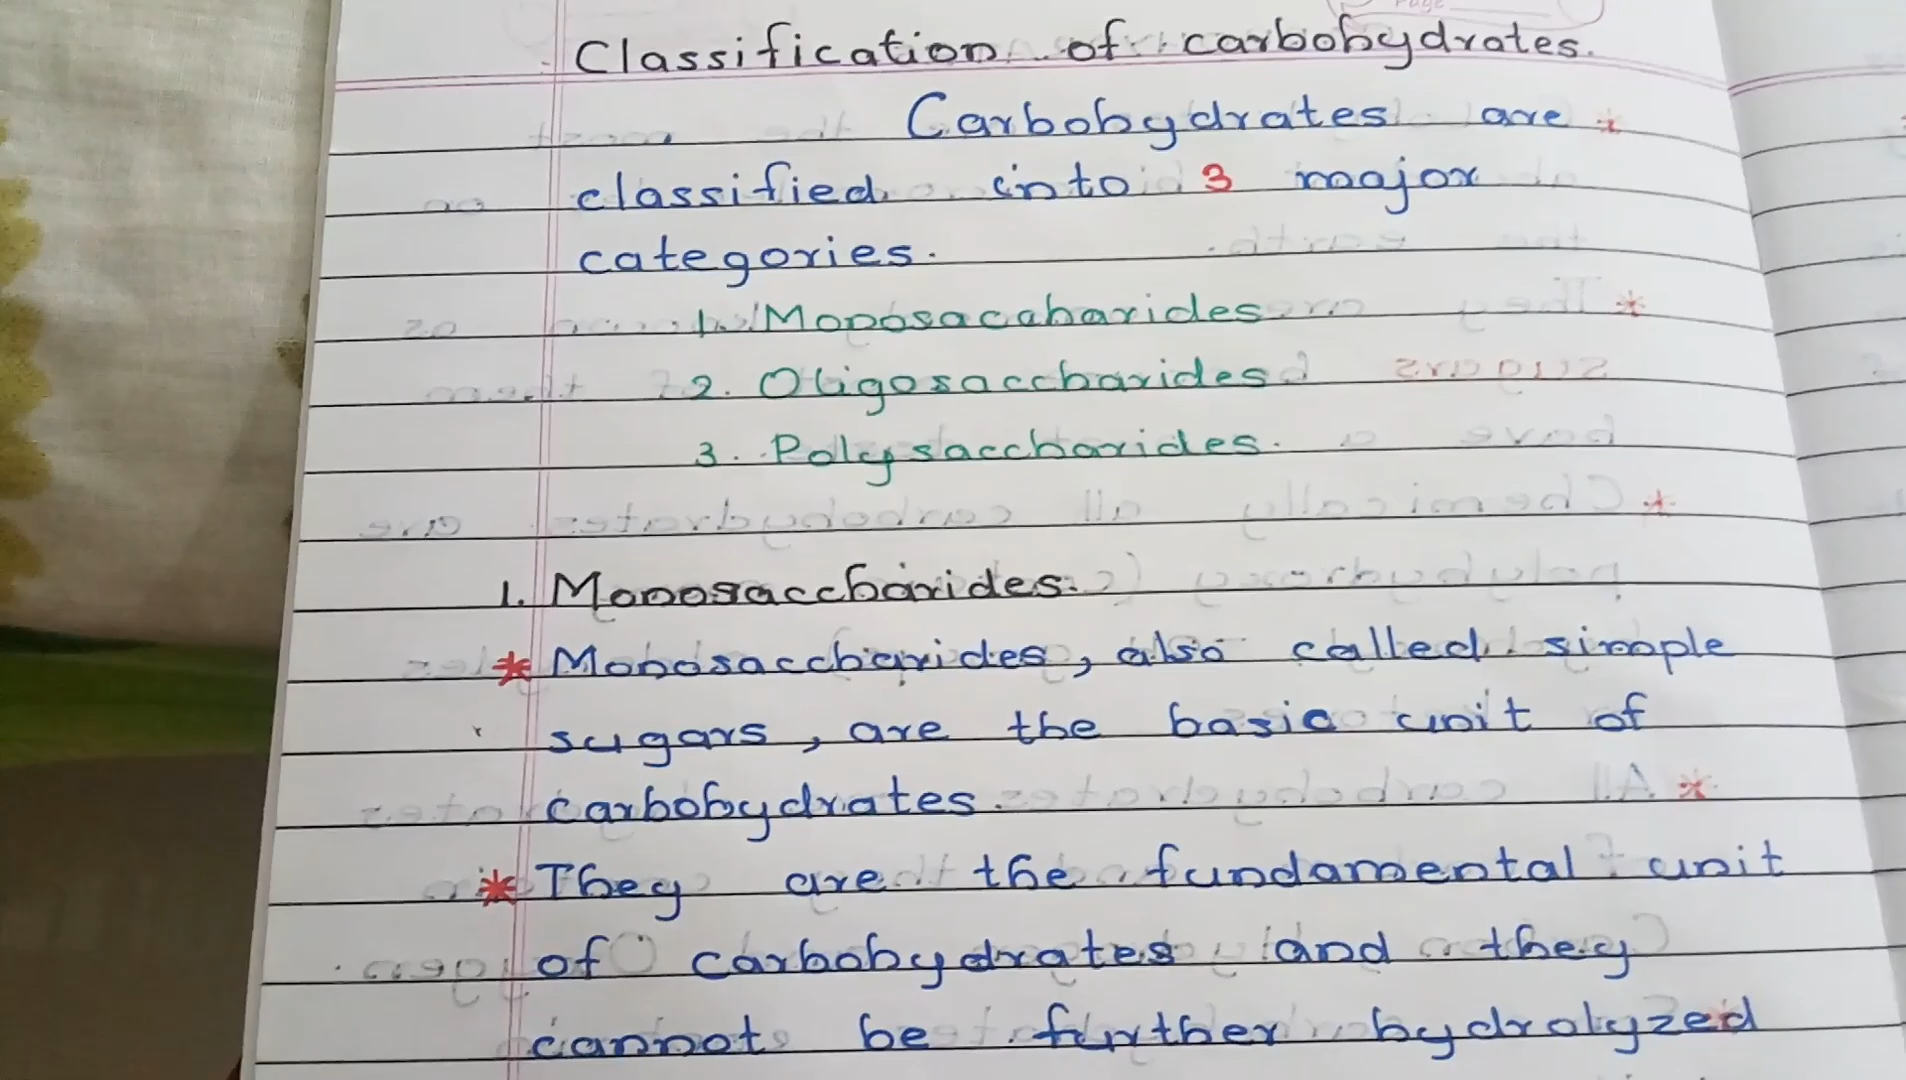 Classification of carbohydrates.
Carbohydrates are
classified into 3 major
categories.
1. Monosaccharides
2. Oligosaccharides
3. Polysaccharides.
1. Monosaccharides.
* Monosaccharides, also called simple
sugars, are the basic unit of
carbohydrates.
* They are the fundamental unit
of carbohydrates and they
cannot be further hydrolyzed